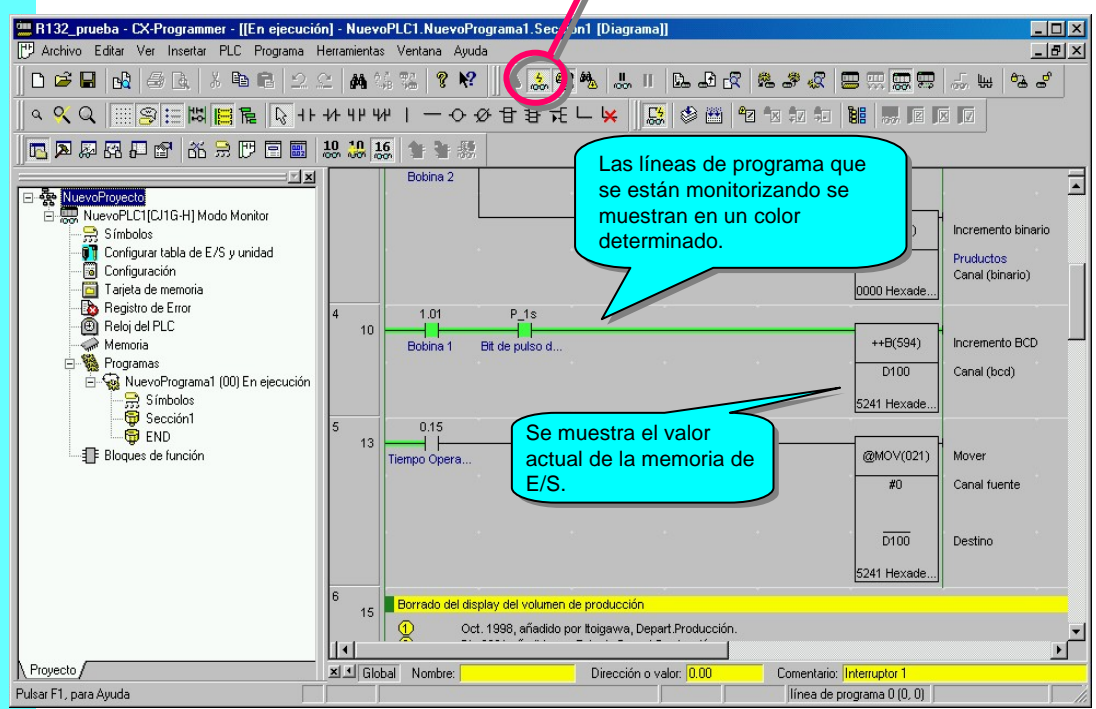 R132_prueba - CX-Programmer - [[En ejecución] - NuevoPLC1.NuevoPrograma1.Sección1 [Diagrama]]
Archivo Editar Ver Insertar PLC Programa Herramientas Ventana Ayuda
10 10 16
NuevoProyecto
NuevoPLC1[CJ1G-H] Modo Monitor
Símbolos
Configurar tabla de E/S y unidad
Configuración
Tarjeta de memoria
Registro de Error
Reloj del PLC
Memoria
Programas
NuevoPrograma1 (00) En ejecución
Símbolos
Sección1
END
Bloques de función
Proyecto
Bobina 2
Las líneas de programa que
se están monitorizando se
muestran en un color
determinado.
Incremento binario
Pruductos
Canal (binario)
0000 Hexade...
4
10
1.01
P_1s
Bobina 1
Bit de pulso d...
++B(594)
Incremento BCD
D100
Canal (bcd)
5241 Hexade...
5
13
0.15
Tiempo Opera...
Se muestra el valor
actual de la memoria de
E/S.
@MOV(021)
Mover
#0
Canal fuente
D100
Destino
5241 Hexade...
6
15
Borrado del display del volumen de producción
1
Oct. 1998, añadido por Itoigawa, Depart.Producción.
Global Nombre: Dirección o valor: 0.00 Comentario: Interruptor 1
Pulsar F1, para Ayuda
línea de programa 0 (0, 0)